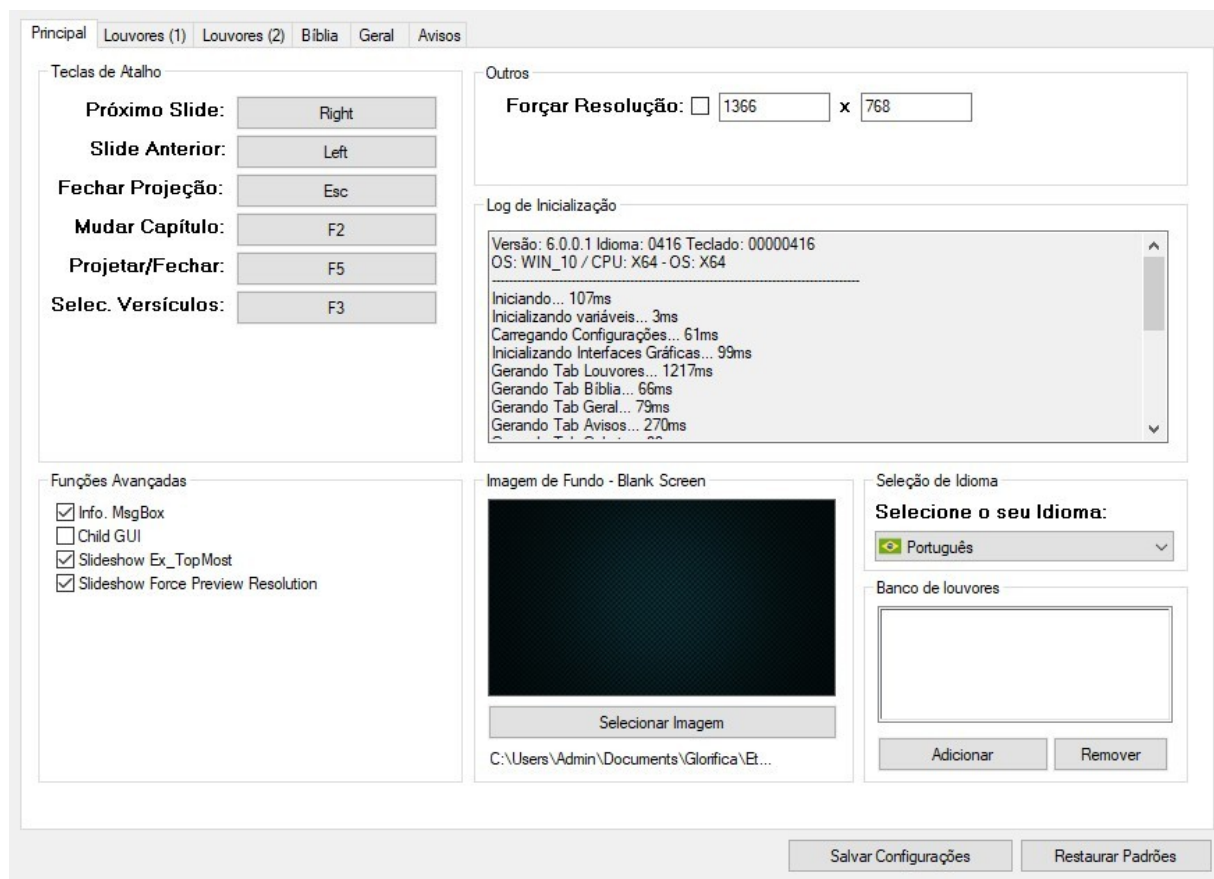 Principal Louvores (1) Louvores (2) Bíblia Geral Avisos
Teclas de Atalho
Próximo Slide: Right
Slide Anterior: Left
Fechar Projeção: Esc
Mudar Capítulo: F2
Projetar/Fechar: F5
Selec. Versículos: F3
Outros
Forçar Resolução: 1366 x 768
Log de Inicialização
Versão: 6.0.0.1 Idioma: 0416 Teclado: 00000416
OS: WIN_10 / CPU: X64 - OS: X64
Iniciando... 107ms
Inicializando variáveis... 3ms
Carregando Configurações... 61ms
Inicializando Interfaces Gráficas... 99ms
Gerando Tab Louvores... 1217ms
Gerando Tab Bíblia... 66ms
Gerando Tab Geral... 79ms
Gerando Tab Avisos... 270ms
Funções Avançadas
Info. MsgBox
Child GUI
Slideshow Ex_TopMost
Slideshow Force Preview Resolution
Imagem de Fundo - Blank Screen
Selecionar Imagem
C:\Users\Admin\Documents\Glorifica\Et...
Seleção de Idioma
Selecione o seu Idioma:
Português
Banco de louvores
Adicionar Remover
Salvar Configurações Restaurar Padrões